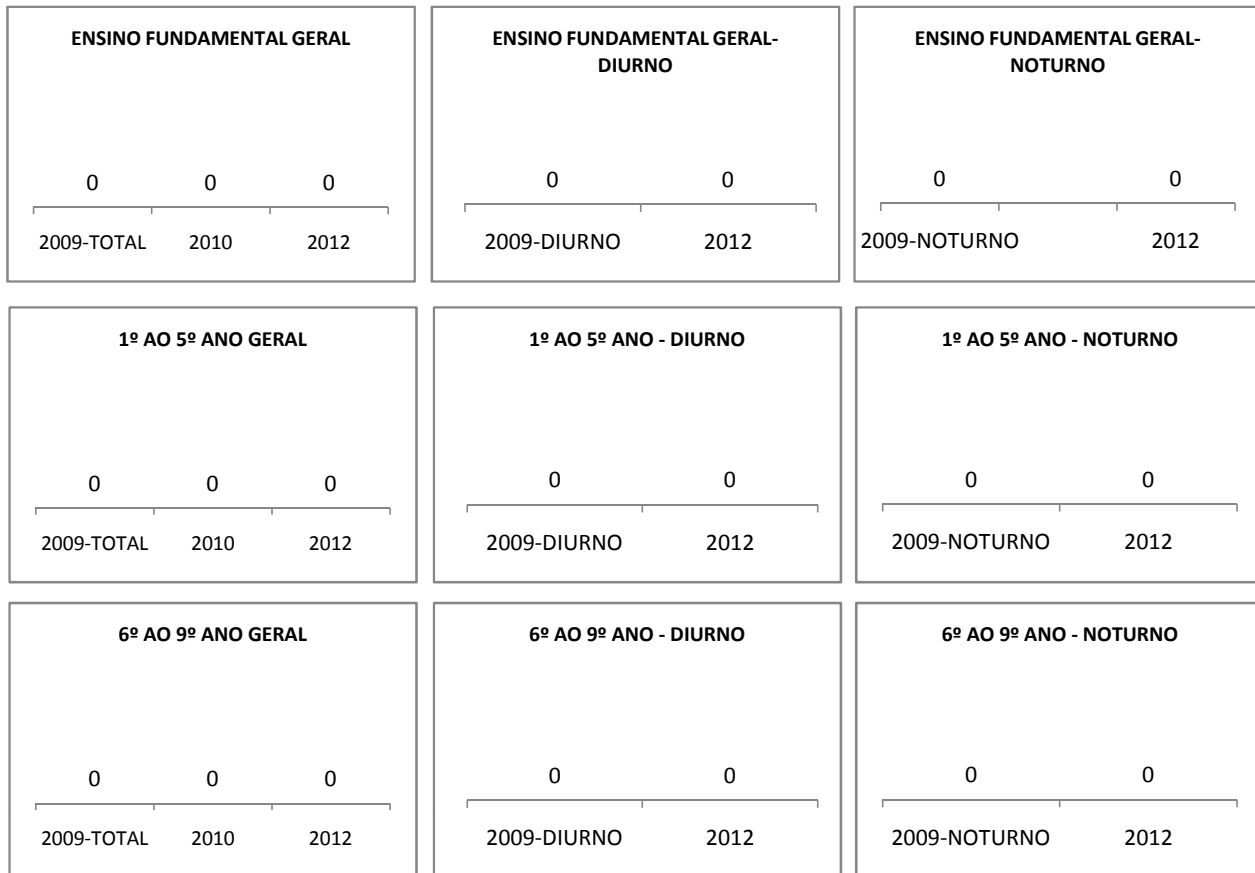 ENSINO FUNDAMENTAL GERAL
0 0 0
2009-TOTAL 2010 2012
ENSINO FUNDAMENTAL GERAL-
DIURNO
0 0
2009-DIURNO 2012
ENSINO FUNDAMENTAL GERAL-
NOTURNO
0 0
2009-NOTURNO 2012
1º AO 5º ANO GERAL
0 0 0
2009-TOTAL 2010 2012
1º AO 5º ANO - DIURNO
0 0
2009-DIURNO 2012
1º AO 5º ANO - NOTURNO
0 0
2009-NOTURNO 2012
6º AO 9º ANO GERAL
0 0 0
2009-TOTAL 2010 2012
6º AO 9º ANO - DIURNO
0 0
2009-DIURNO 2012
6º AO 9º ANO - NOTURNO
0 0
2009-NOTURNO 2012